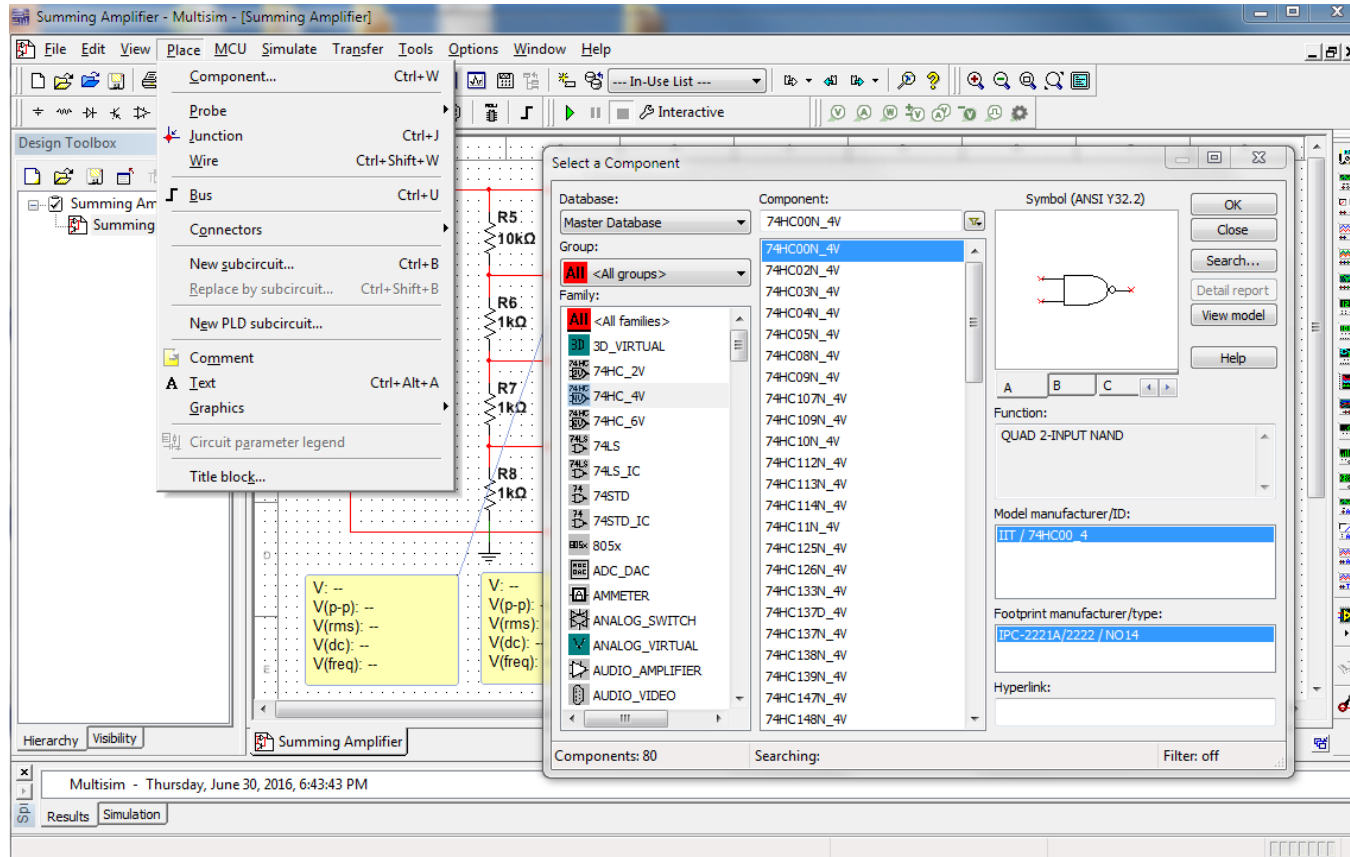 Summing Amplifier - Multisim - [Summing Amplifier]
File Edit View Place MCU Simulate Transfer Tools Options Window Help
--- In-Use List ---
Interactive
Design Toolbox
Summing Am
Summing
Hierarchy Visibility
Component... Ctrl+W
Probe
Junction Ctrl+J
Wire Ctrl+Shift+W
Bus Ctrl+U
Connectors
New subcircuit... Ctrl+B
Replace by subcircuit... Ctrl+Shift+B
New PLD subcircuit...
Comment
A Text Ctrl+Alt+A
Graphics
Circuit parameter legend
Title block...
R5
10kΩ
R6
1kΩ
R7
1kΩ
R8
1kΩ
D
E
V: --
V(p-p): --
V(rms): --
V(dc): --
V(freq): --
V: --
V(p-p):
V(rms):
V(dc): -
V(freq):
Summing Amplifier
Select a Component
Database:
Master Database
Group:
All <All groups>
Family:
All <All families>
3D 3D_VIRTUAL
74HC_2V
74HC_4V
74HC_6V
74LS
74LS_IC
74STD
74STD_IC
805x 805x
ADC_DAC
AMMETER
ANALOG_SWITCH
ANALOG_VIRTUAL
AUDIO_AMPLIFIER
AUDIO_VIDEO
Component:
74HC00N_4V
74HC00N_4V
74HC02N_4V
74HC03N_4V
74HC04N_4V
74HC05N_4V
74HC08N_4V
74HC09N_4V
74HC107N_4V
74HC109N_4V
74HC10N_4V
74HC112N_4V
74HC113N_4V
74HC114N_4V
74HC11N_4V
74HC125N_4V
74HC126N_4V
74HC133N_4V
74HC137D_4V
74HC137N_4V
74HC138N_4V
74HC139N_4V
74HC147N_4V
74HC148N_4V
Symbol (ANSI Y32.2)
A B C
Function:
QUAD 2-INPUT NAND
Model manufacturer/ID:
IIT / 74HC00_4
Footprint manufacturer/type:
IPC-2221A/2222 / NO14
Hyperlink:
OK
Close
Search...
Detail report
View model
Help
Components: 80 Searching: Filter: off
Multisim - Thursday, June 30, 2016, 6:43:43 PM
Results Simulation